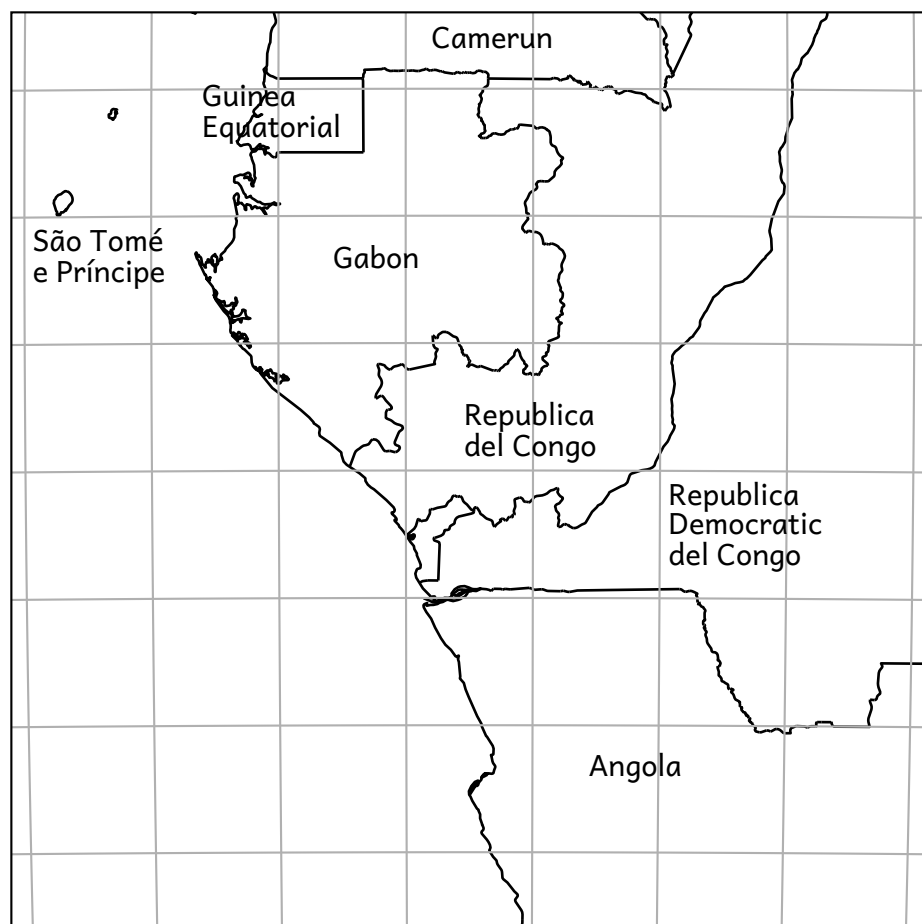 Camerun
Guinea
Equatorial
São Tomé
e Príncipe
Gabon
Republica
del Congo
Republica
Democratic
del Congo
Angola